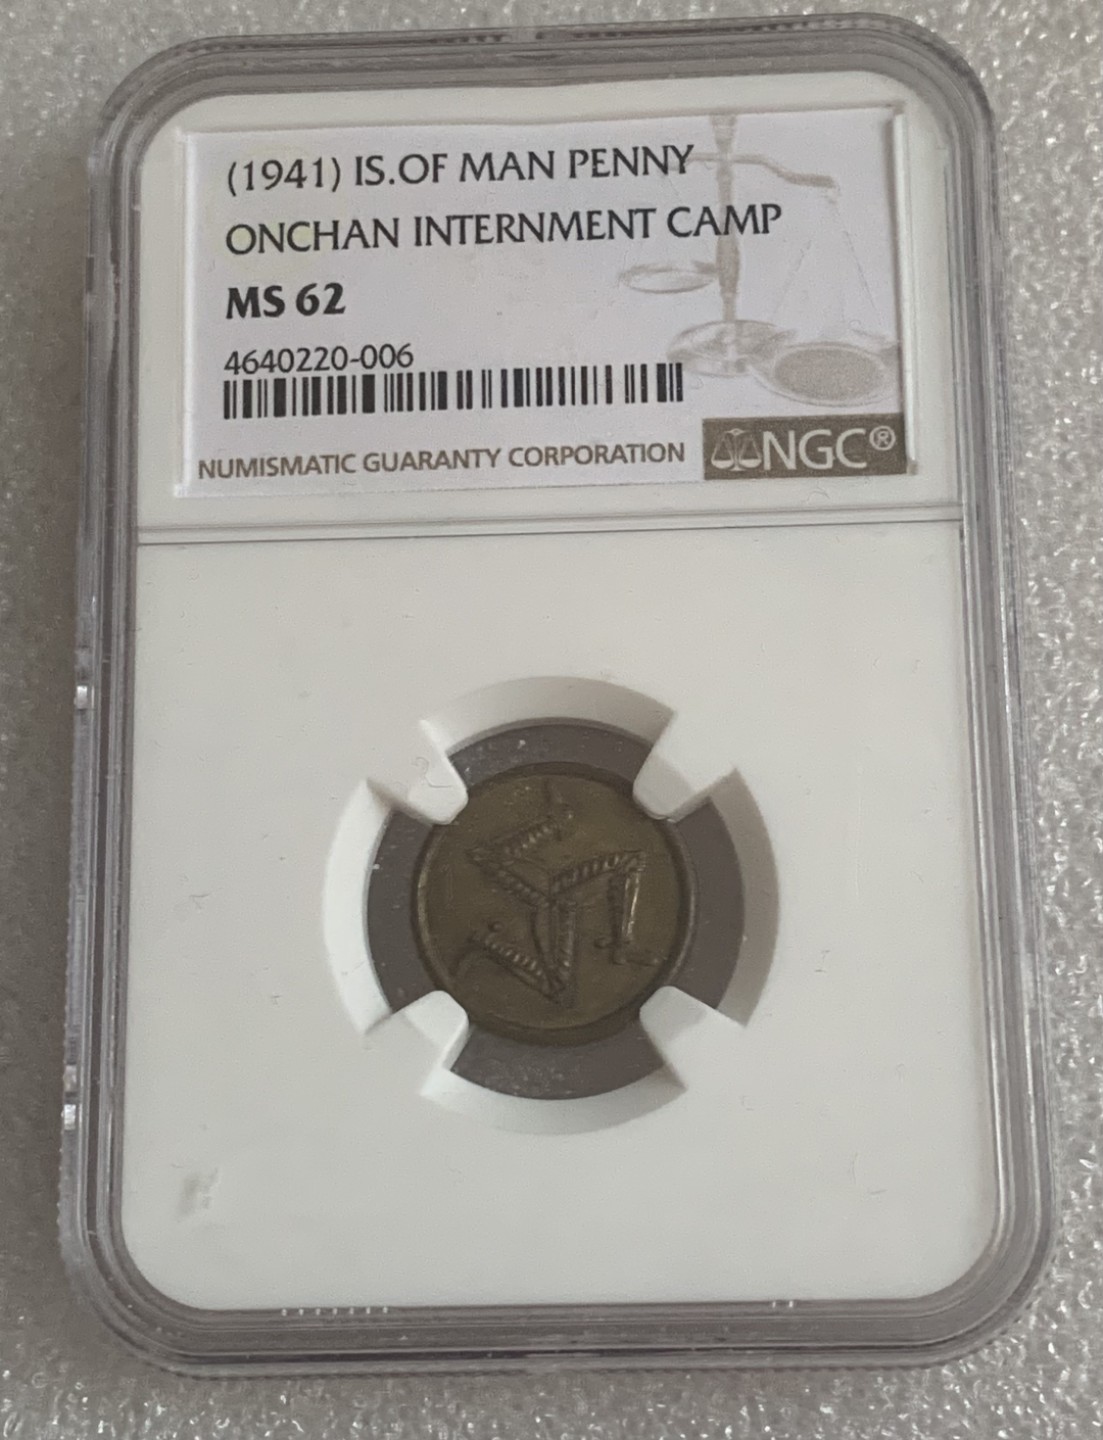 (1941) IS.OF MAN PENNY
ONCHAN INTERNMENT CAMP
MS 62
4640220-006
NUMISMATIC GUARANTY CORPORATION NGC®